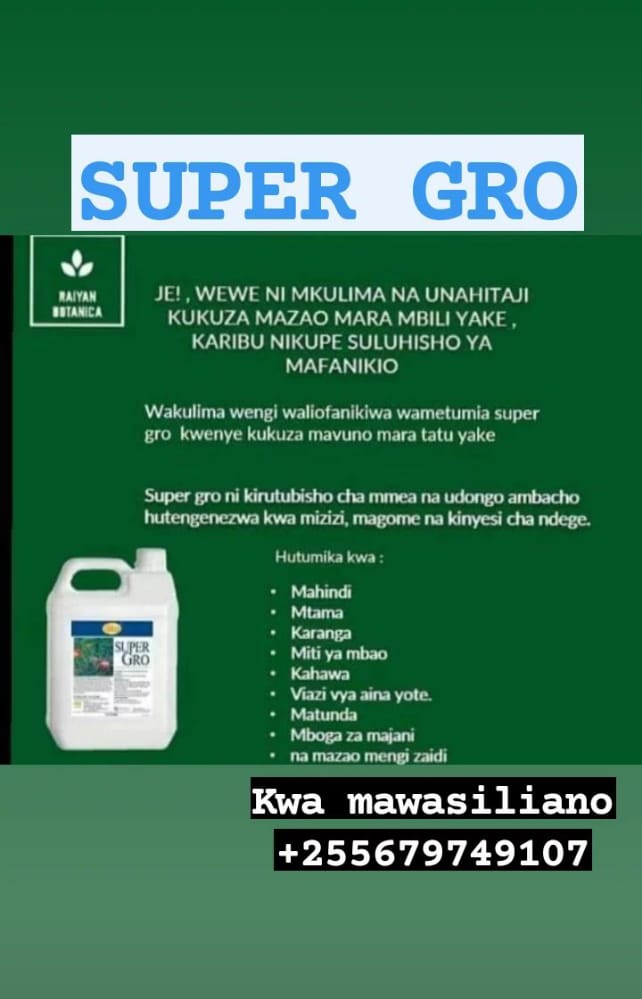 SUPER GRO
RAIYAN
BOTANICA
JE! , WEWE NI MKULIMA NA UNAHITAJI
KUKUZA MAZAO MARA MBILI YAKE ,
KARIBU NIKUPE SULUHISHO YA
MAFANIKIO
Wakulima wengi waliofanikiwa wametumia super
gro kwenye kukuza mavuno mara tatu yake
Super gro ni kirutubisho cha mmea na udongo ambacho
hutengenezwa kwa mizizi, magome na kinyesi cha ndege.
Hutumika kwa :
• Mahindi
• Mtama
• Karanga
• Miti ya mbao
• Kahawa
• Viazi vya aina yote.
• Matunda
• Mboga za majani
• na mazao mengi zaidi
SUPER
GRO
Kwa mawasiliano
+255679749107